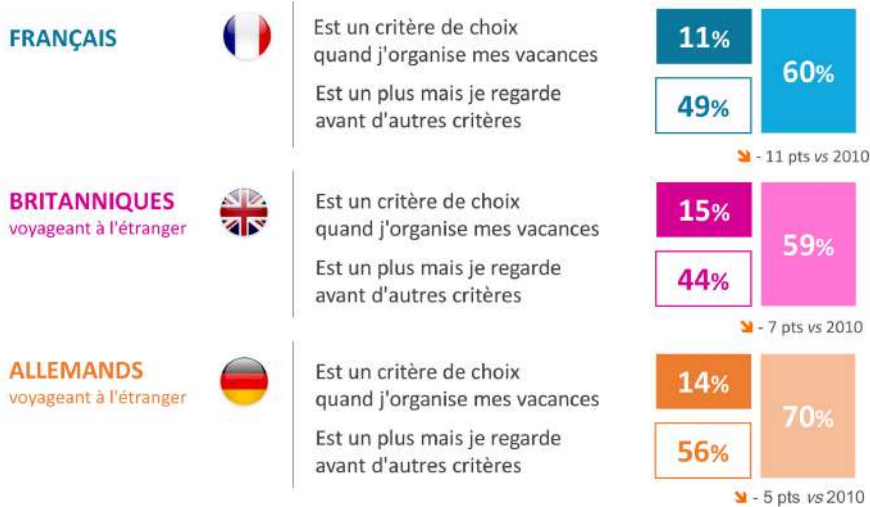 FRANÇAIS
Est un critère de choix
quand j'organise mes vacances
11%
Est un plus mais je regarde
avant d'autres critères
49%
60%
- 11 pts vs 2010
BRITANNIQUES
voyageant à l'étranger
Est un critère de choix
quand j'organise mes vacances
15%
Est un plus mais je regarde
avant d'autres critères
44%
59%
- 7 pts vs 2010
ALLEMANDS
voyageant à l'étranger
Est un critère de choix
quand j'organise mes vacances
14%
Est un plus mais je regarde
avant d'autres critères
56%
70%
- 5 pts vs 2010